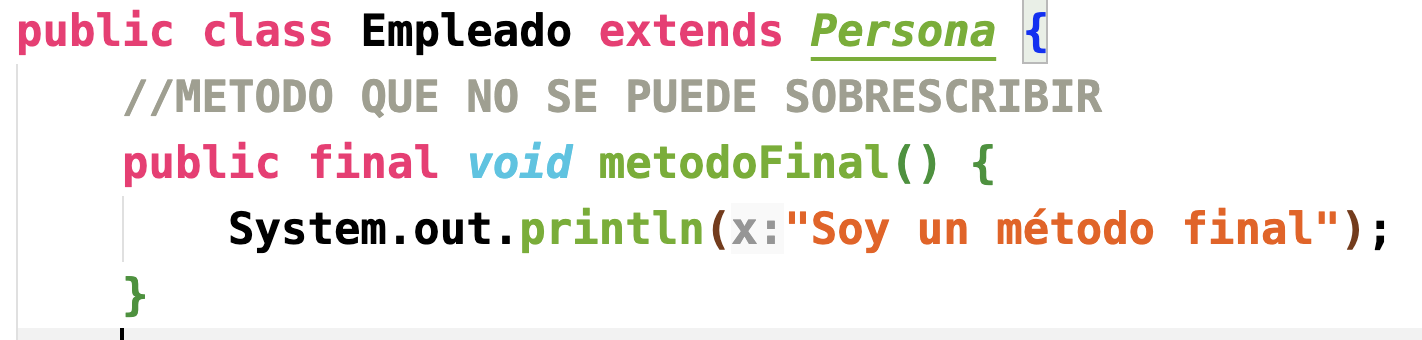 public class Empleado extends Persona {
//METODO QUE NO SE PUEDE SOBRESCRIBIR
public final void metodoFinal() {
System.out.println(x:"Soy un método final");
}